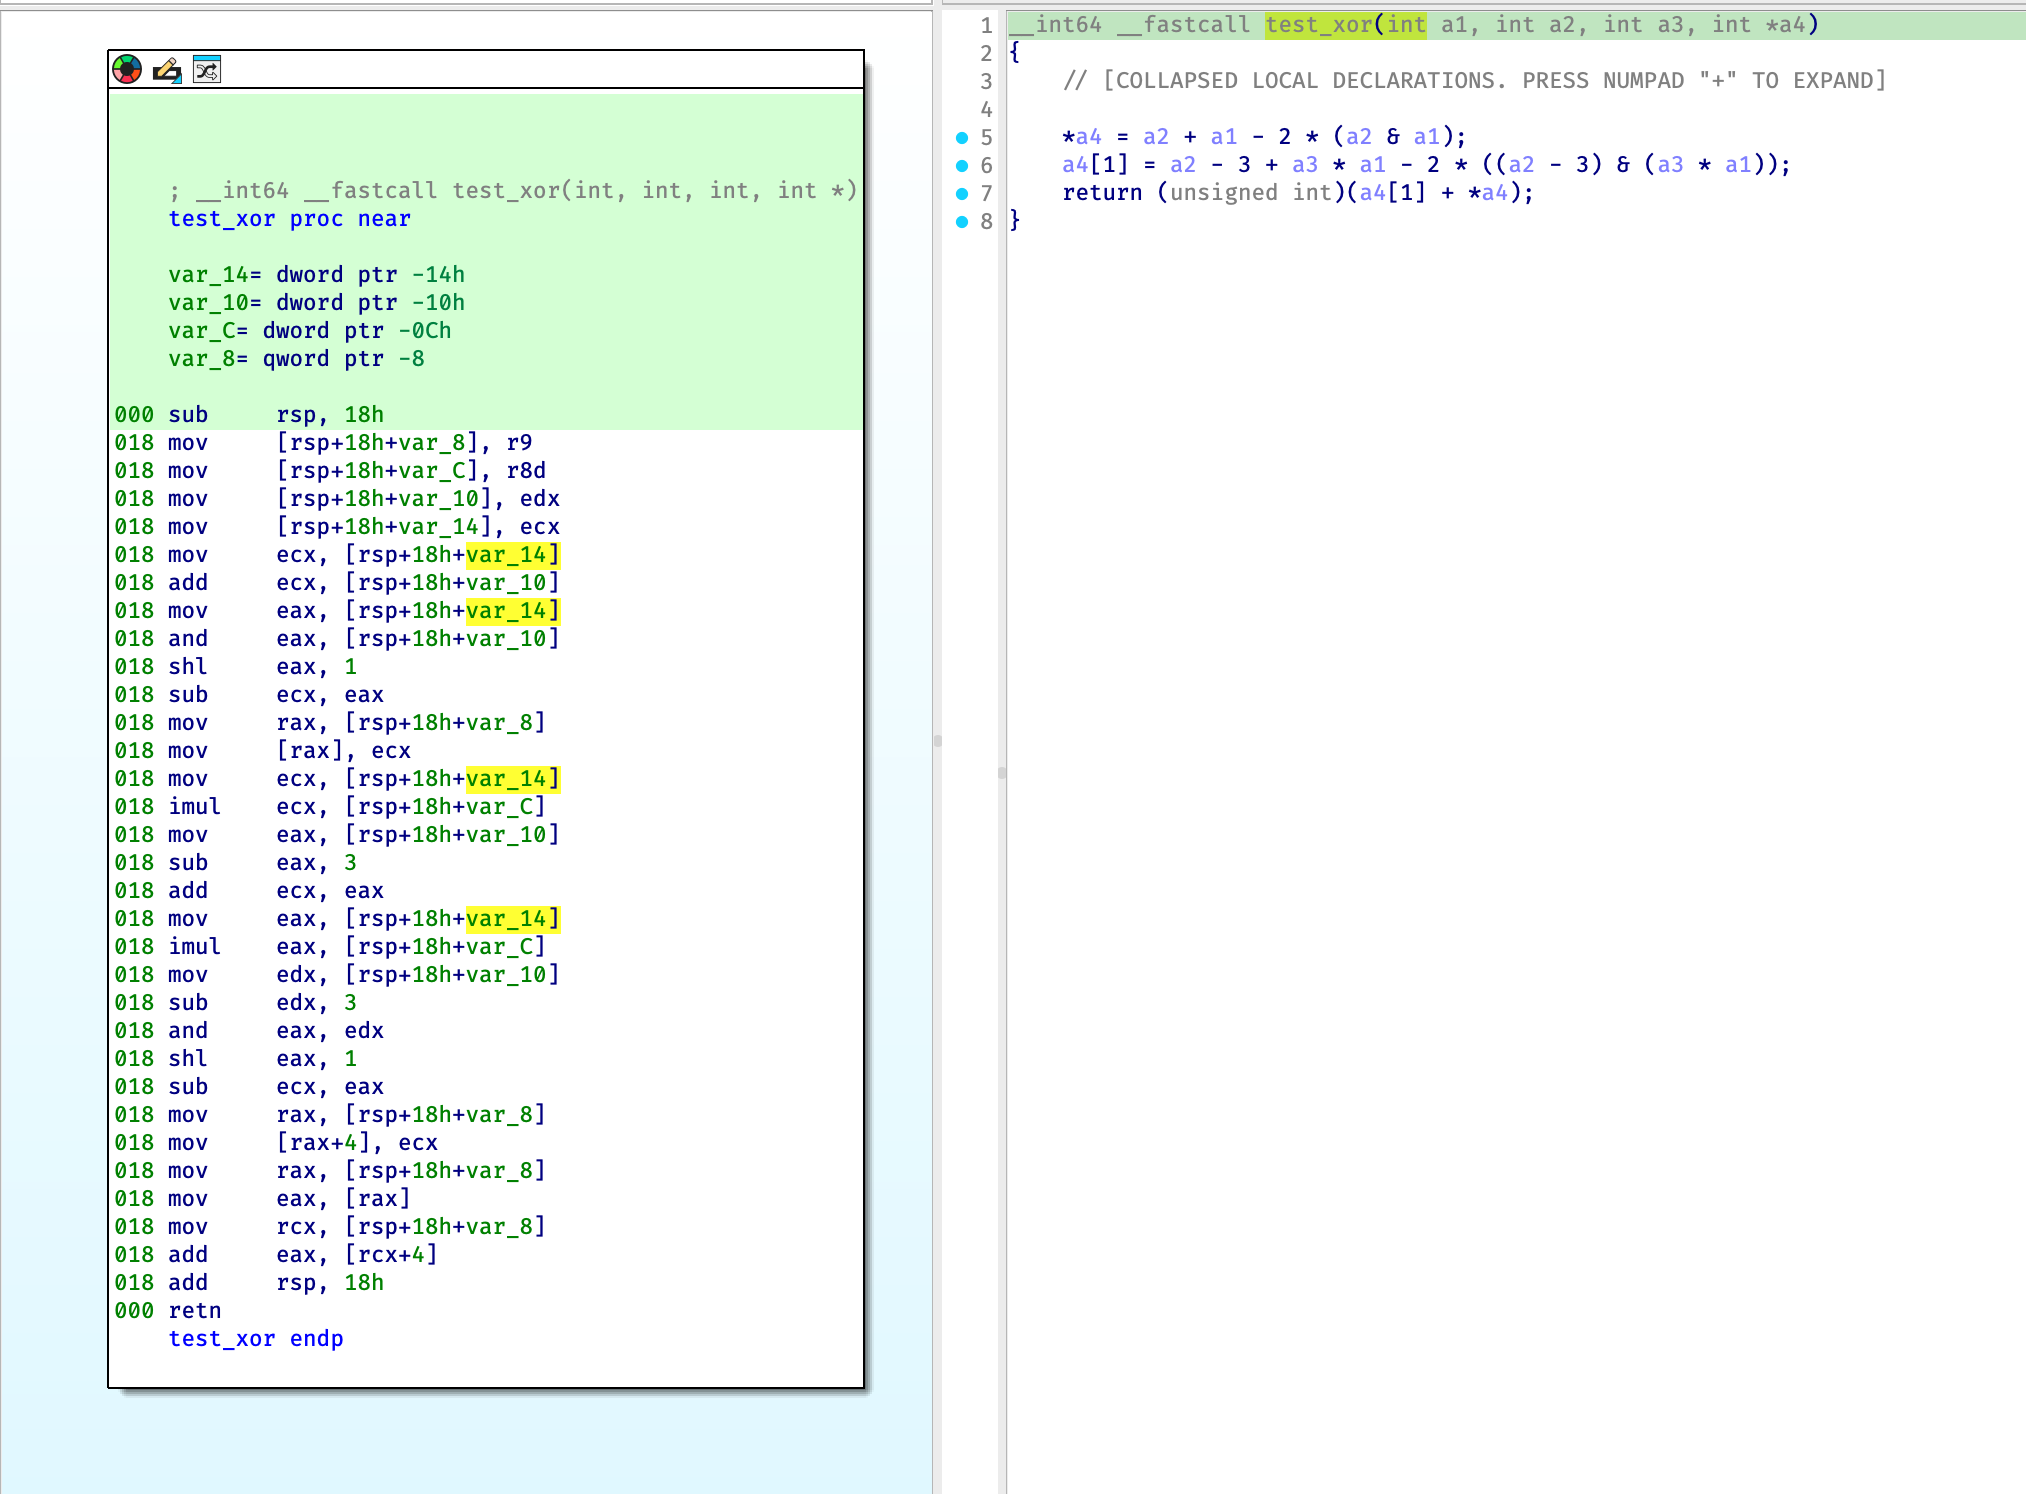 ; __int64 __fastcall test_xor(int, int, int, int *)
test_xor proc near
var_14= dword ptr -14h
var_10= dword ptr -10h
var_C= dword ptr -0Ch
var_8= qword ptr -8
000 sub rsp, 18h
018 mov [rsp+18h+var_8], r9
018 mov [rsp+18h+var_C], r8d
018 mov [rsp+18h+var_10], edx
018 mov [rsp+18h+var_14], ecx
018 mov ecx, [rsp+18h+var_14]
018 add ecx, [rsp+18h+var_10]
018 mov eax, [rsp+18h+var_14]
018 and eax, [rsp+18h+var_10]
018 shl eax, 1
018 sub ecx, eax
018 mov rax, [rsp+18h+var_8]
018 mov [rax], ecx
018 mov ecx, [rsp+18h+var_14]
018 imul ecx, [rsp+18h+var_C]
018 mov eax, [rsp+18h+var_10]
018 sub eax, 3
018 add ecx, eax
018 mov eax, [rsp+18h+var_14]
018 imul eax, [rsp+18h+var_C]
018 mov edx, [rsp+18h+var_10]
018 sub edx, 3
018 and eax, edx
018 shl eax, 1
018 sub ecx, eax
018 mov rax, [rsp+18h+var_8]
018 mov [rax+4], ecx
018 mov rax, [rsp+18h+var_8]
018 mov eax, [rax]
018 mov rcx, [rsp+18h+var_8]
018 add eax, [rcx+4]
018 add rsp, 18h
000 retn
test_xor endp
1 __int64 __fastcall test_xor(int a1, int a2, int a3, int *a4)
2 {
3 // [COLLAPSED LOCAL DECLARATIONS. PRESS NUMPAD "+" TO EXPAND]
4
5 *a4 = a2 + a1 - 2 * (a2 & a1);
6 a4[1] = a2 - 3 + a3 * a1 - 2 * ((a2 - 3) & (a3 * a1));
7 return (unsigned int)(a4[1] + *a4);
8 }